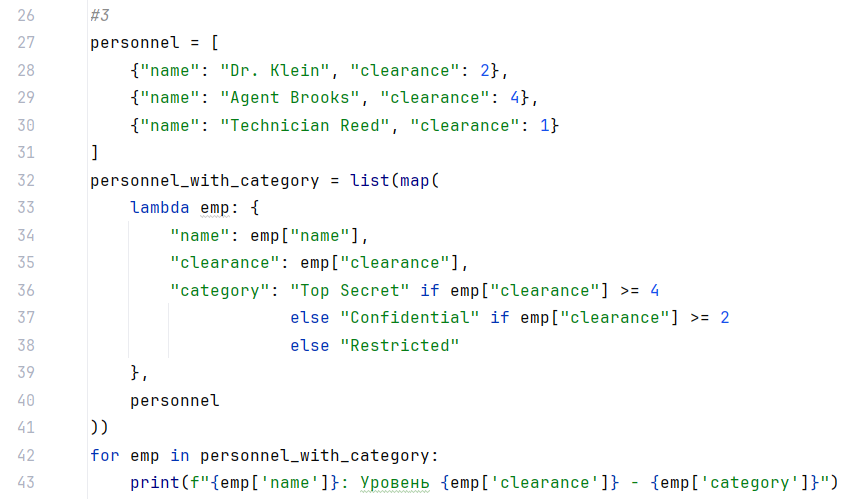 26 #3
27 personnel = [
28     {"name": "Dr. Klein", "clearance": 2},
29     {"name": "Agent Brooks", "clearance": 4},
30     {"name": "Technician Reed", "clearance": 1}
31 ]
32 personnel_with_category = list(map(
33     lambda emp: {
34         "name": emp["name"],
35         "clearance": emp["clearance"],
36         "category": "Top Secret" if emp["clearance"] >= 4
37                     else "Confidential" if emp["clearance"] >= 2
38                     else "Restricted"
39     },
40     personnel
41 ))
42 for emp in personnel_with_category:
43     print(f"{emp['name']}: Уровень {emp['clearance']} - {emp['category']}")